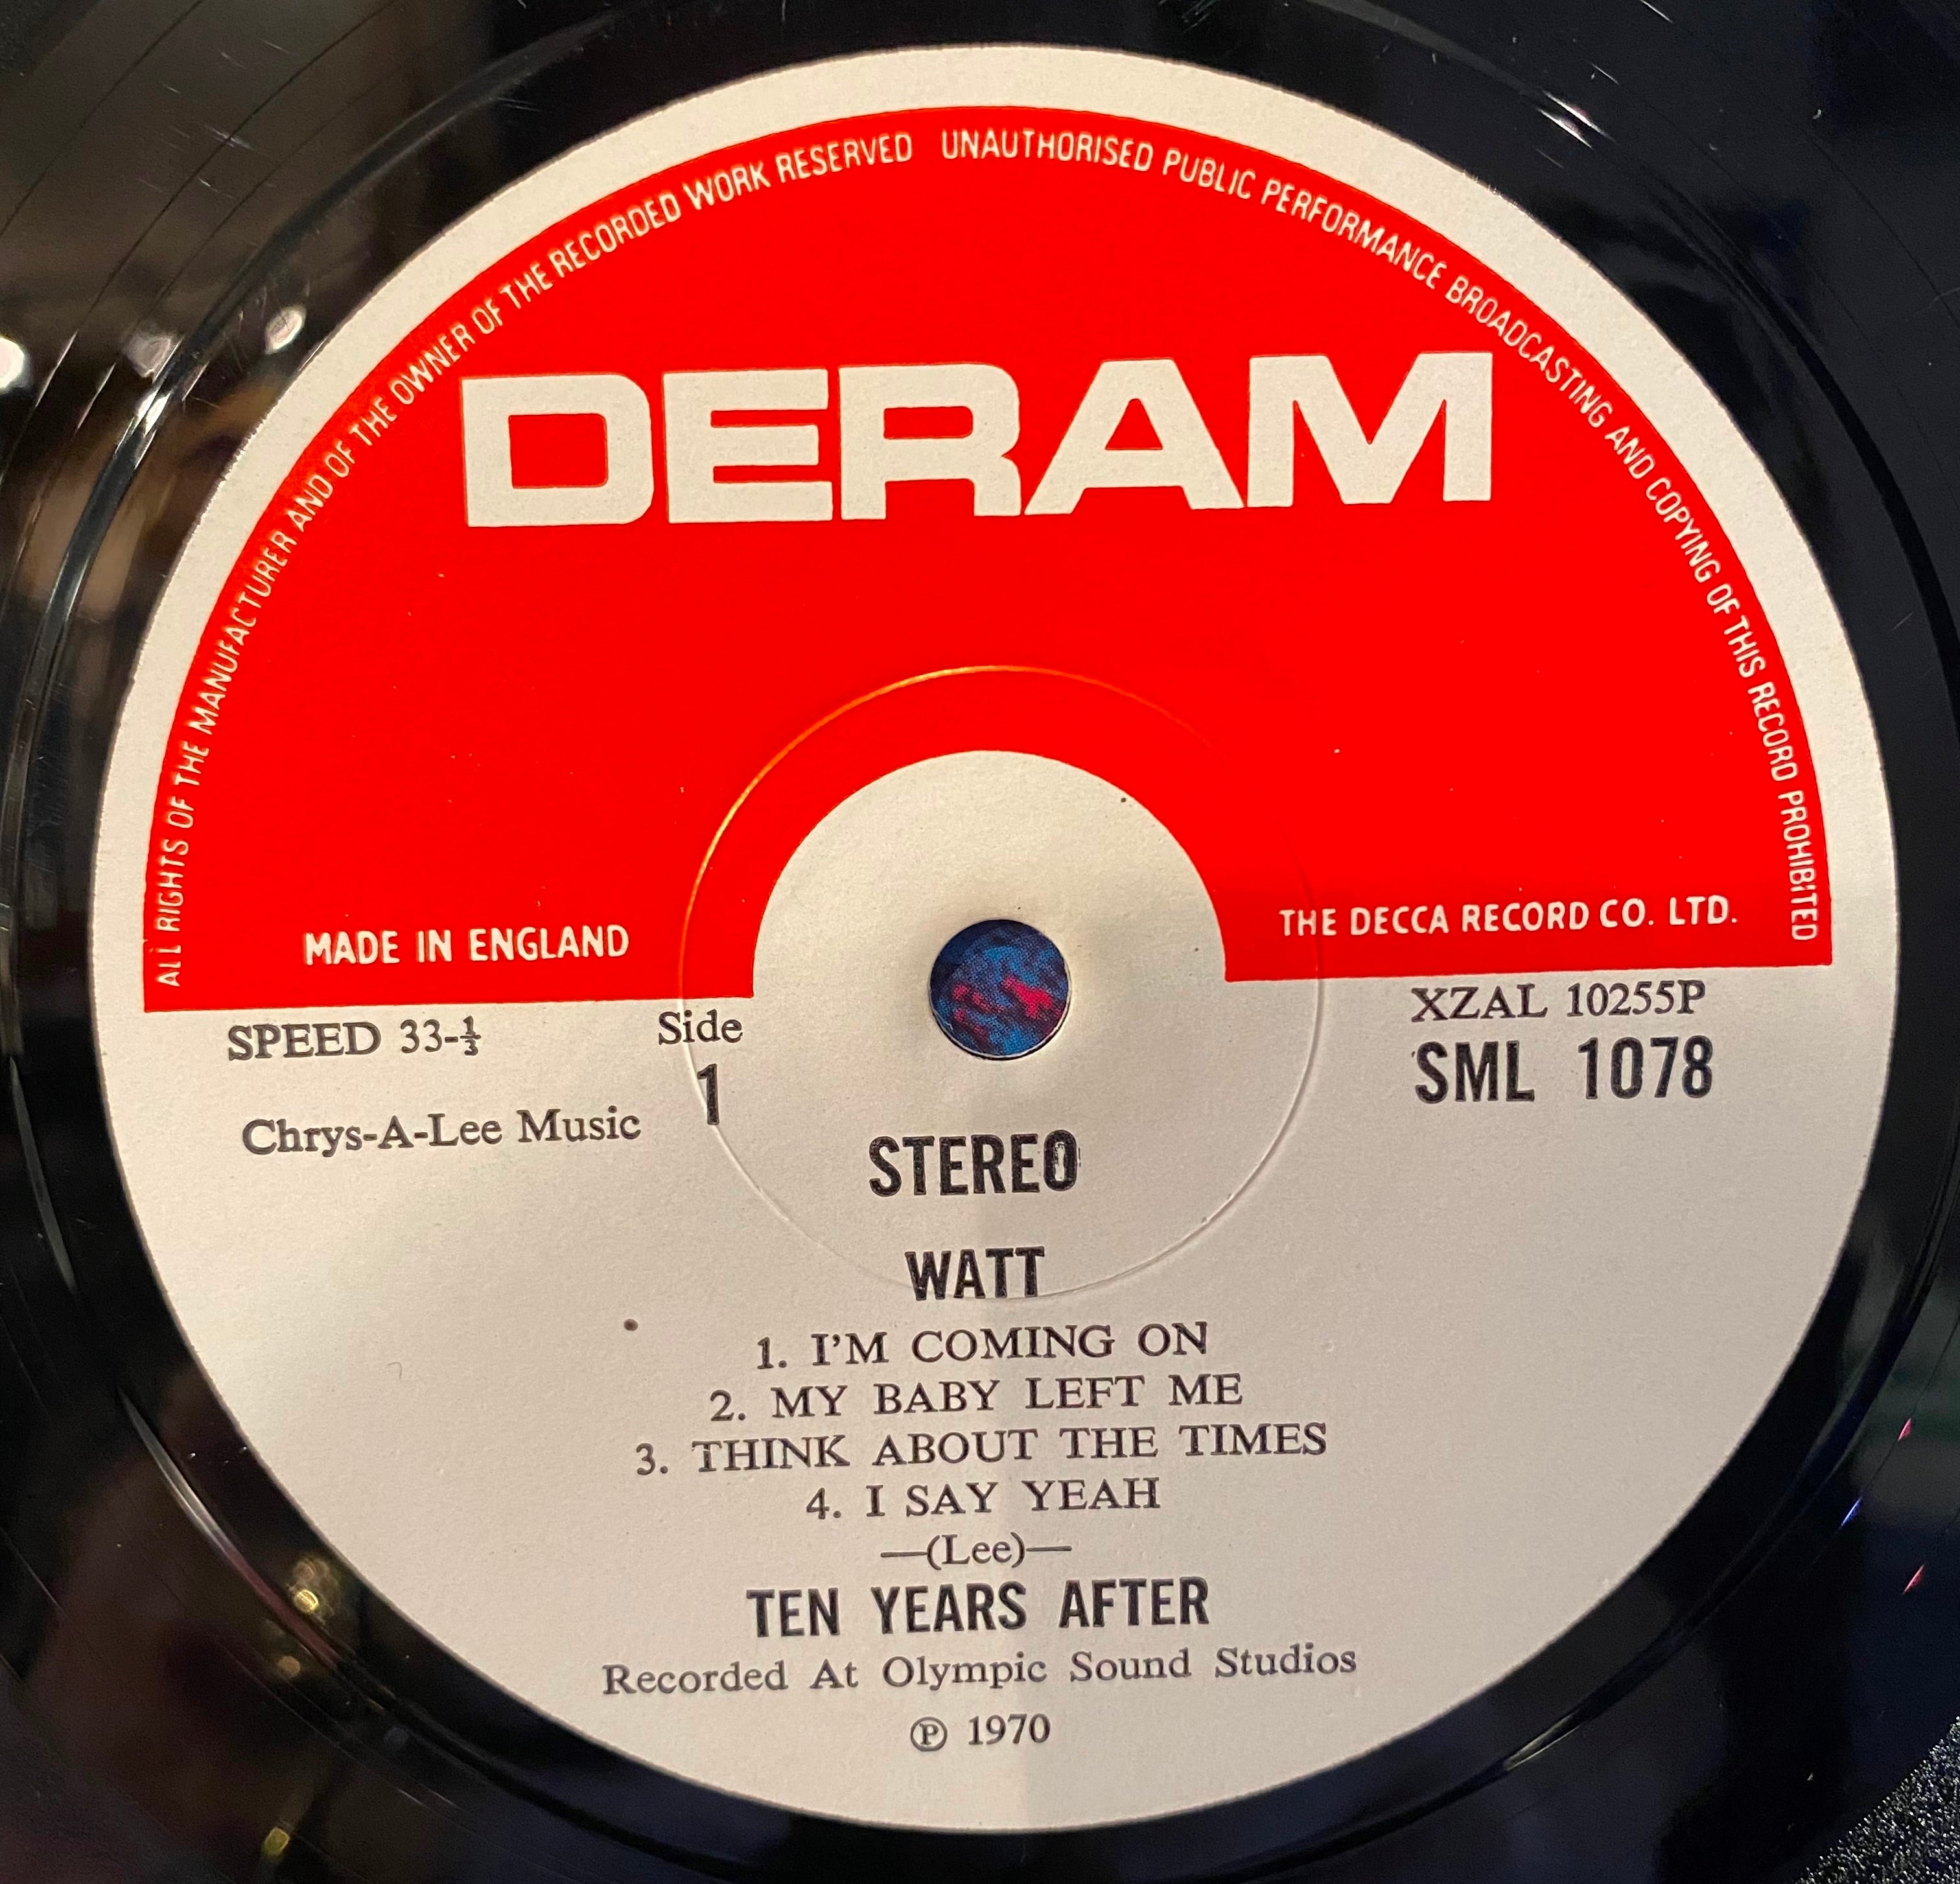 ALL RIGHTS OF THE MANUFACTURER AND OF THE OWNER OF THE RECORDED WORK RESERVED UNAUTHORISED PUBLIC PERFORMANCE BROADCASTING AND COPYING OF THIS RECORD PROHIBITED
DERAM
MADE IN ENGLAND
THE DECCA RECORD CO. LTD.
SPEED 33-⅓
Side
1
XZAL 10255P
SML 1078
Chrys-A-Lee Music
STEREO
WATT
1. I'M COMING ON
2. MY BABY LEFT ME
3. THINK ABOUT THE TIMES
4. I SAY YEAH
—(Lee)—
TEN YEARS AFTER
Recorded At Olympic Sound Studios
℗ 1970